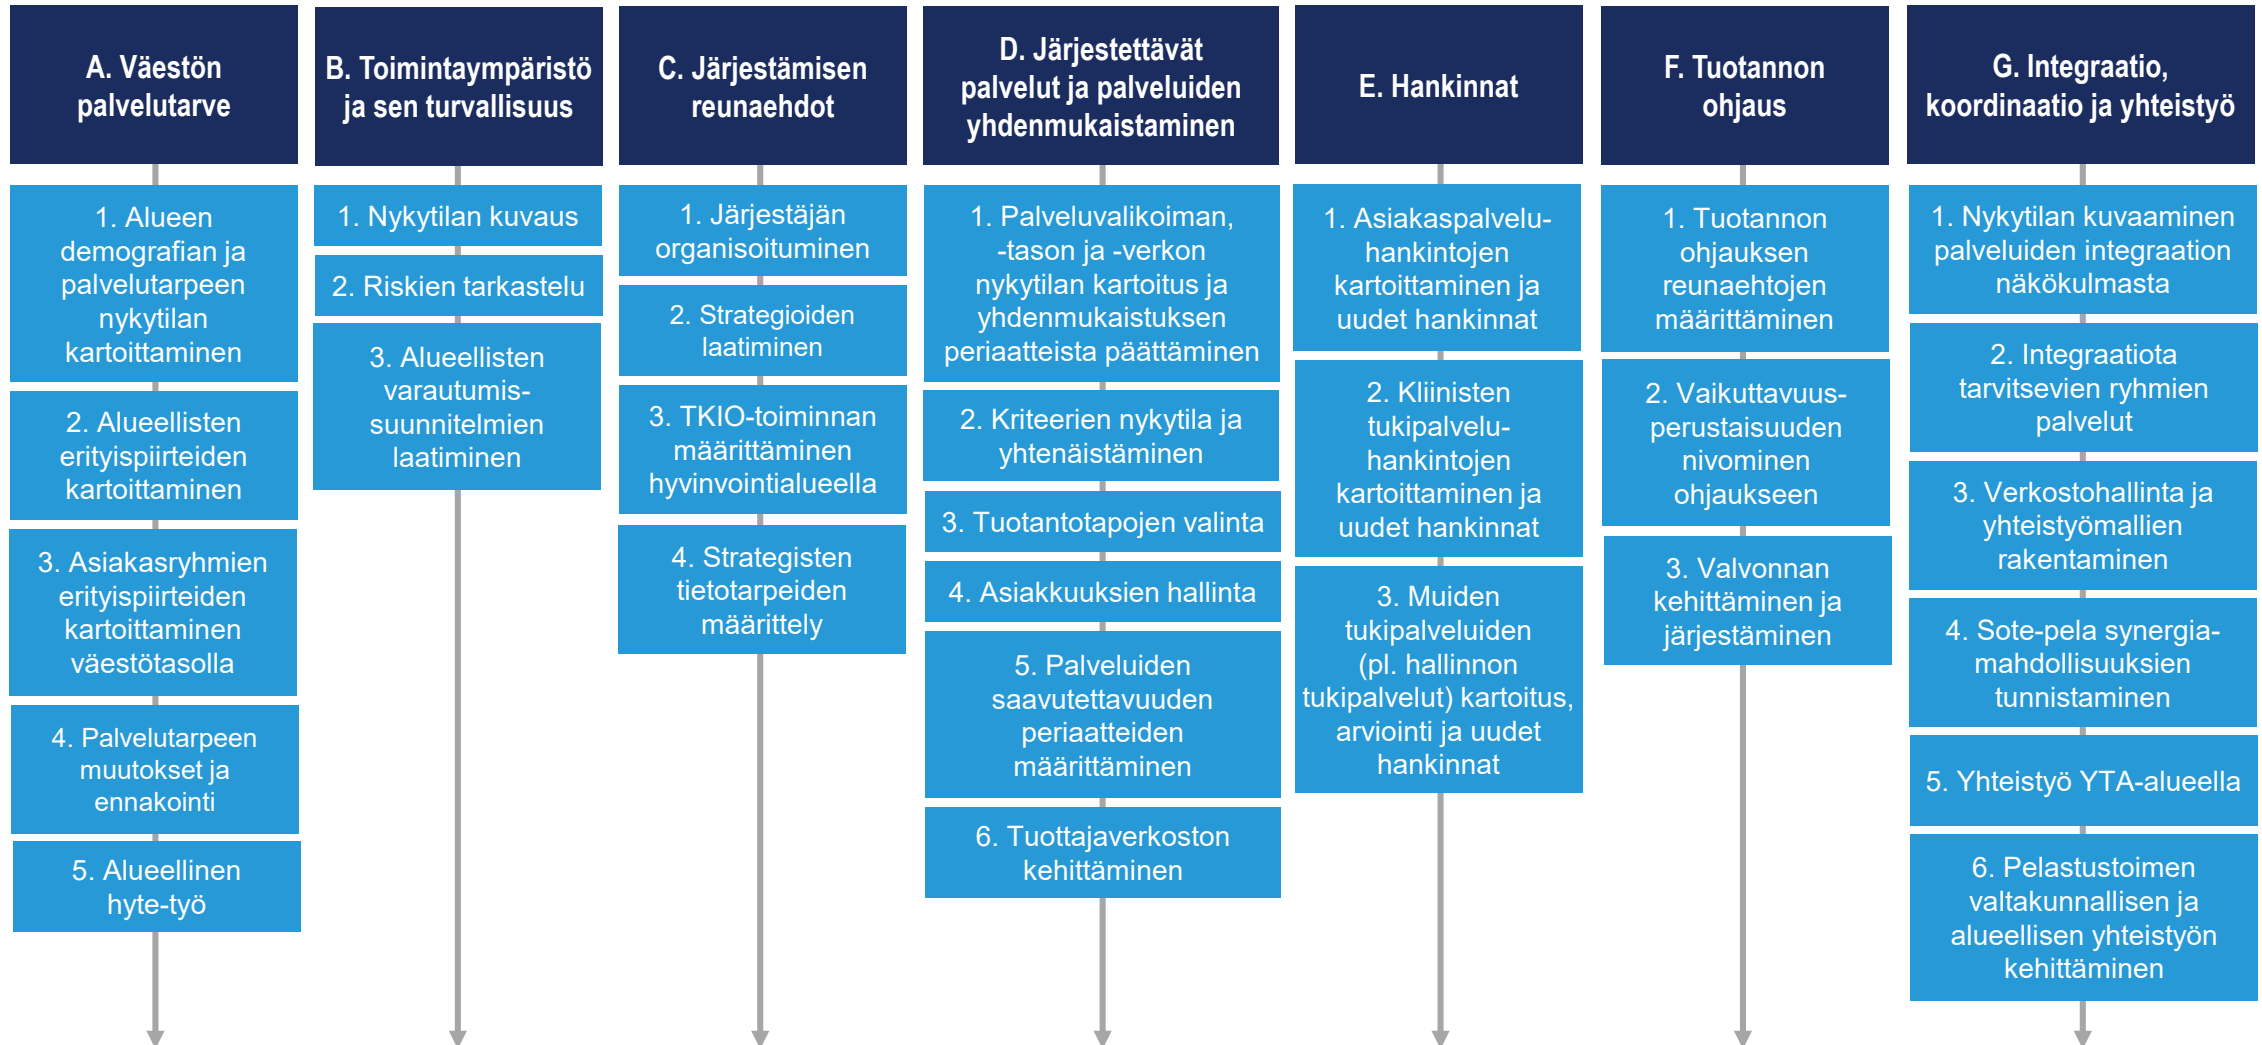 A. Väestön
palvelutarve
1. Alueen
demografian ja
palvelutarpeen
nykytilan
kartoittaminen
2. Alueellisten
erityispiirteiden
kartoittaminen
3. Asiakasryhmien
erityispiirteiden
kartoittaminen
väestötasolla
4. Palvelutarpeen
muutokset ja
ennakointi
5. Alueellinen
hyte-työ
B. Toimintaympäristö
ja sen turvallisuus
1. Nykytilan kuvaus
2. Riskien tarkastelu
3. Alueellisten
varautumis-
suunnitelmien
laatiminen
C. Järjestämisen
reunaehdot
1. Järjestäjän
organisoituminen
2. Strategioiden
laatiminen
3. TKIO-toiminnan
määrittäminen
hyvinvointialueella
4. Strategisten
tietotarpeiden
määrittely
D. Järjestettävät
palvelut ja palveluiden
yhdenmukaistaminen
1. Palveluvalikoiman,
-tason ja -verkon
nykytilan kartoitus ja
yhdenmukaistuksen
periaatteista päättäminen
2. Kriteerien nykytila ja
yhtenäistäminen
3. Tuotantotapojen valinta
4. Asiakkuuksien hallinta
5. Palveluiden
saavutettavuuden
periaatteiden
määrittäminen
6. Tuottajaverkoston
kehittäminen
E. Hankinnat
1. Asiakaspalvelu-
hankintojen
kartoittaminen ja
uudet hankinnat
2. Kliinisten
tukipalvelu-
hankintojen
kartoittaminen ja
uudet hankinnat
3. Muiden
tukipalveluiden
(pl. hallinnon
tukipalvelut) kartoitus,
arviointi ja uudet
hankinnat
F. Tuotannon
ohjaus
1. Tuotannon
ohjauksen
reunaehtojen
määrittäminen
2. Vaikuttavuus-
perustaisuuden
nivominen
ohjaukseen
3. Valvonnan
kehittäminen ja
järjestäminen
G. Integraatio,
koordinaatio ja yhteistyö
1. Nykytilan kuvaaminen
palveluiden integraation
näkökulmasta
2. Integraatiota
tarvitsevien ryhmien
palvelut
3. Verkostohallinta ja
yhteistyömallien
rakentaminen
4. Sote-pela synergia-
mahdollisuuksien
tunnistaminen
5. Yhteistyö YTA-alueella
6. Pelastustoimen
valtakunnallisen ja
alueellisen yhteistyön
kehittäminen